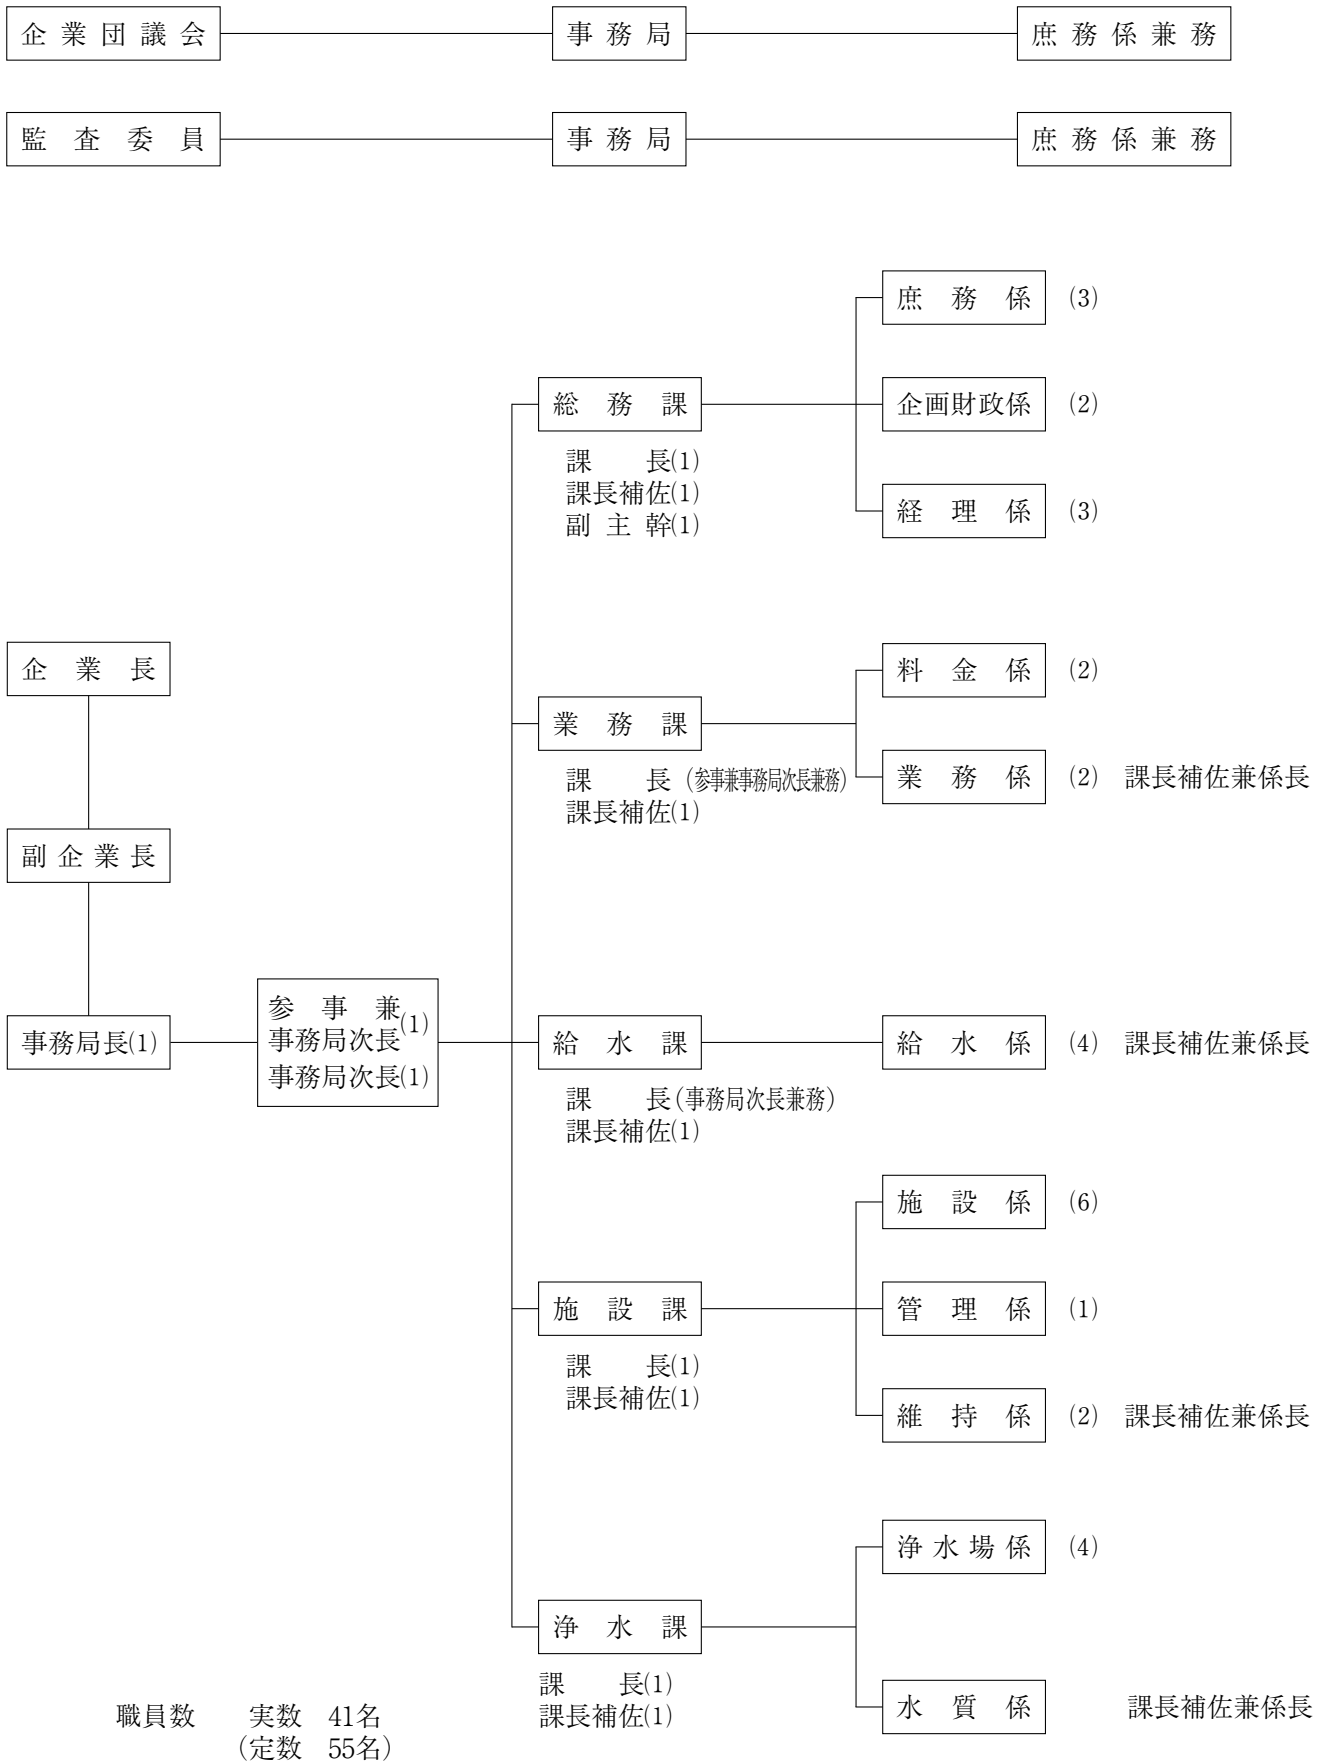 企業団議会 事務局 庶務係兼務
監査委員 事務局 庶務係兼務
庶務係 (3)
総務課 企画財政係 (2)
課長(1)
課長補佐(1)
副主幹(1)
経理係 (3)
企業長
料金係 (2)
業務課
課長(参事兼事務局次長兼務)
課長補佐(1)
業務係 (2) 課長補佐兼係長
副企業長
事務局長(1)
参事兼
事務局次長(1)
事務局次長(1)
給水課 給水係 (4) 課長補佐兼係長
課長(事務局次長兼務)
課長補佐(1)
施設係 (6)
施設課 管理係 (1)
課長(1)
課長補佐(1)
維持係 (2) 課長補佐兼係長
浄水場係 (4)
浄水課
課長(1)
課長補佐(1)
水質係 課長補佐兼係長
職員数 実数 41名
(定数 55名)